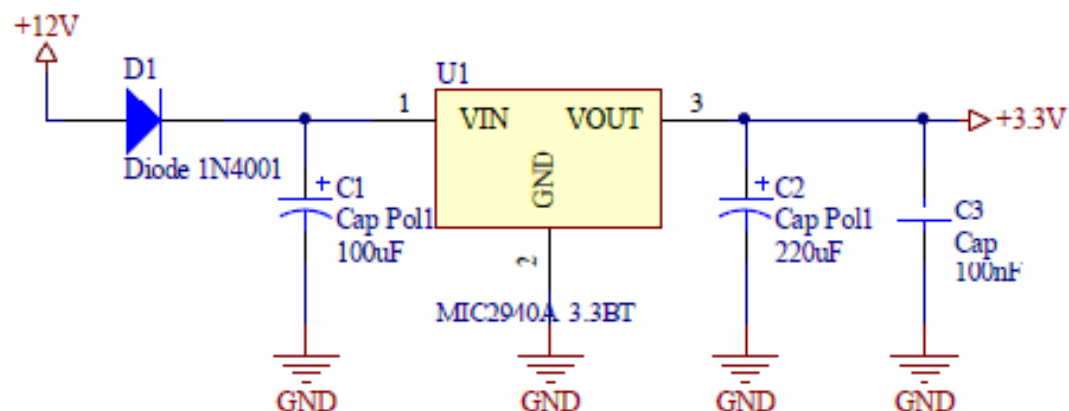 +12V
D1
Diode 1N4001
1
U1
VIN
VOUT
GND
3
2
MIC2940A 3.3BT
+
C1
Cap Pol1
100uF
+
C2
Cap Pol1
220uF
C3
Cap
100nF
+3.3V
GND
GND
GND
GND